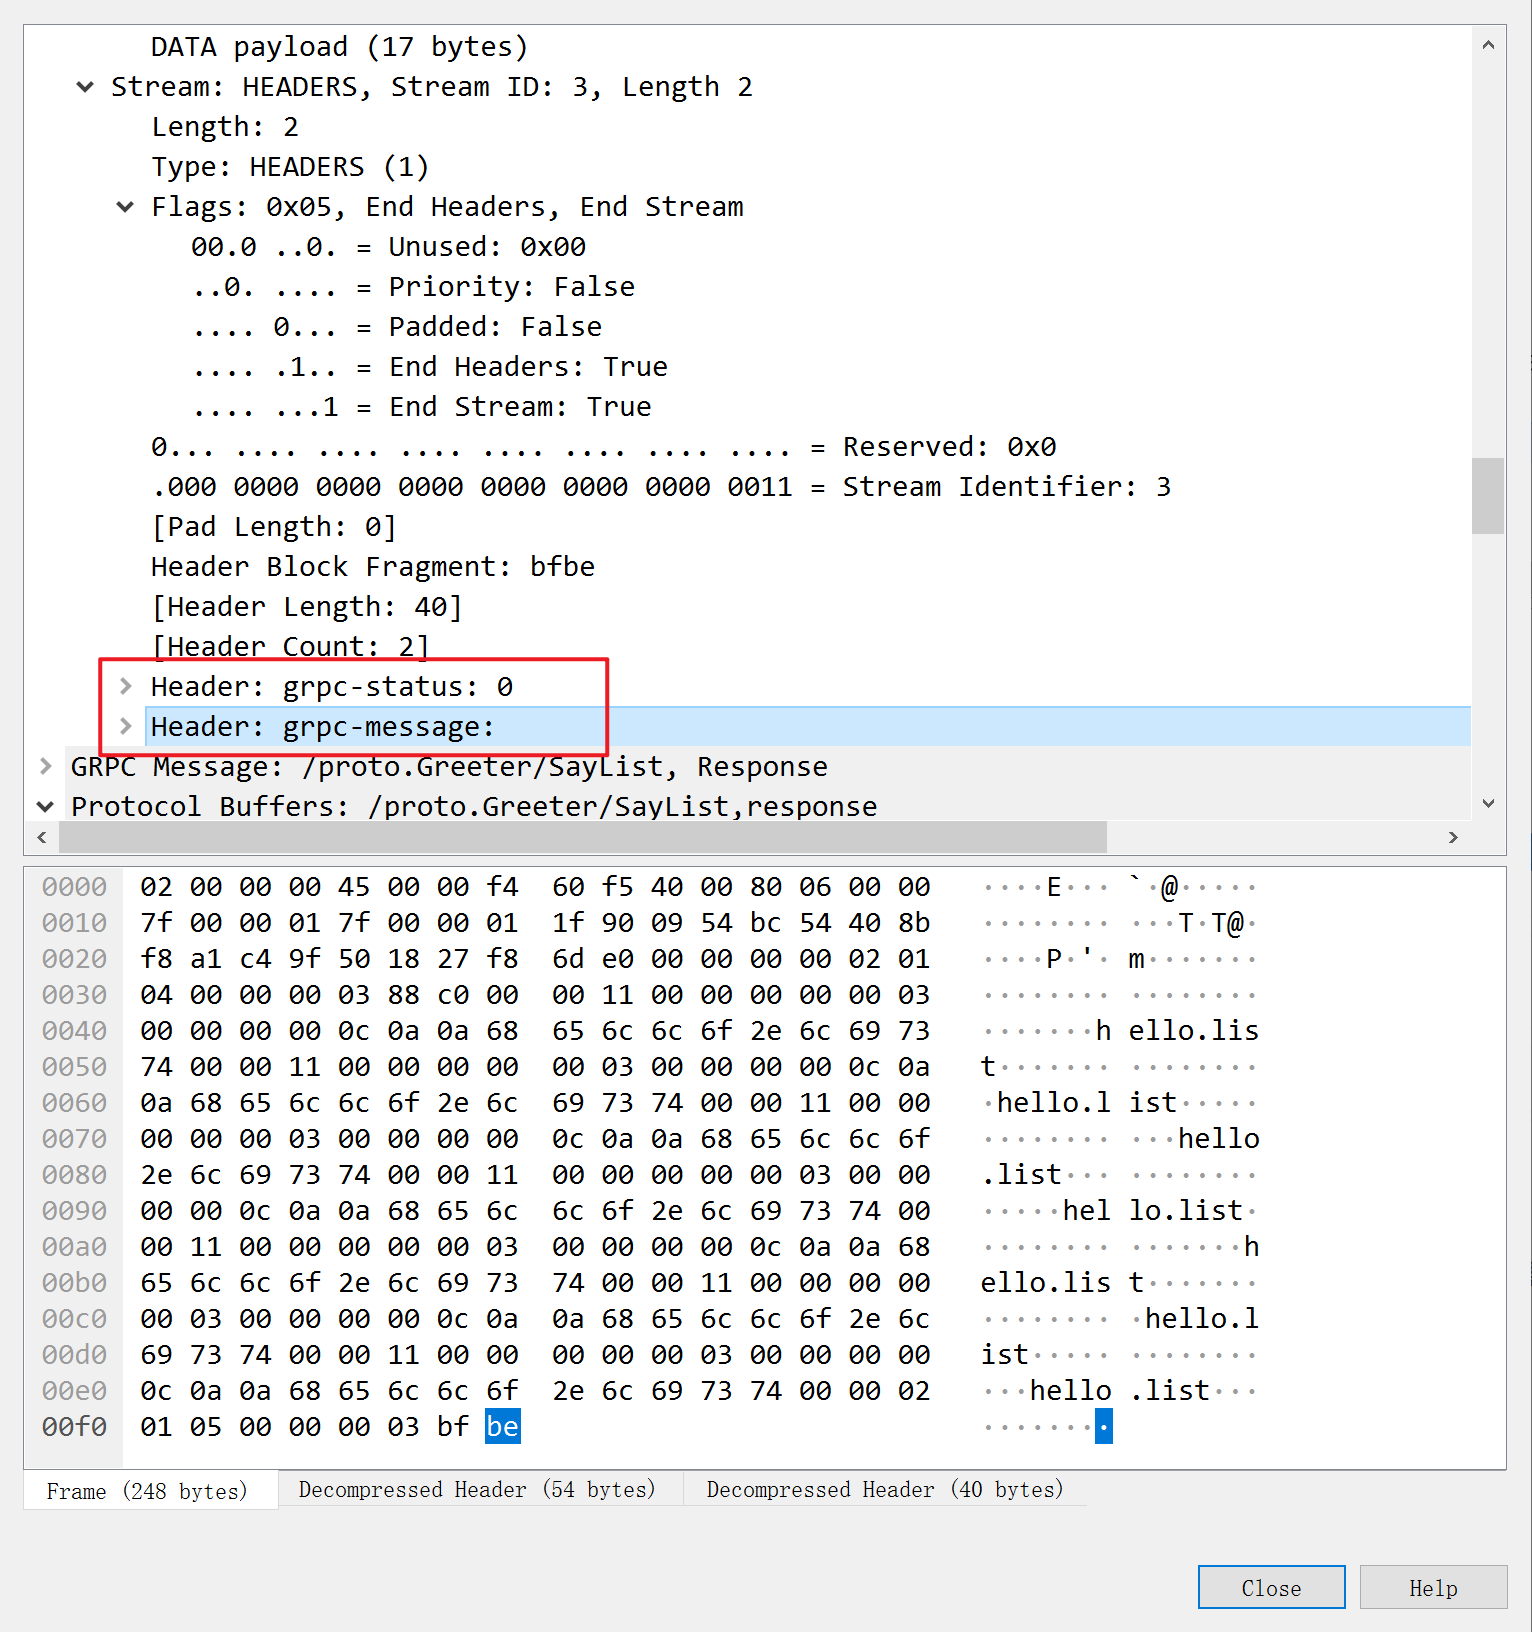 DATA payload (17 bytes)
Stream: HEADERS, Stream ID: 3, Length 2
Length: 2
Type: HEADERS (1)
Flags: 0x05, End Headers, End Stream
00.0 ..0. = Unused: 0x00
..0. .... = Priority: False
.... 0... = Padded: False
.... .1.. = End Headers: True
.... ...1 = End Stream: True
0... .... .... .... .... .... .... .... = Reserved: 0x0
.000 0000 0000 0000 0000 0000 0000 0011 = Stream Identifier: 3
[Pad Length: 0]
Header Block Fragment: bfbe
[Header Length: 40]
[Header Count: 2]
Header: grpc-status: 0
Header: grpc-message:
GRPC Message: /proto.Greeter/SayList, Response
Protocol Buffers: /proto.Greeter/SayList,response
0000 02 00 00 00 45 00 00 f4 60 f5 40 00 80 06 00 00 ····E··· `·@·····
0010 7f 00 00 01 7f 00 00 01 1f 90 09 54 bc 54 40 8b ········ ···T·T@·
0020 f8 a1 c4 9f 50 18 27 f8 6d e0 00 00 00 00 02 01 ····P·'· m·······
0030 04 00 00 00 03 88 c0 00 00 11 00 00 00 00 00 03 ········ ········
0040 00 00 00 00 0c 0a 0a 68 65 6c 6c 6f 2e 6c 69 73 ·······h ello.lis
0050 74 00 00 11 00 00 00 00 00 03 00 00 00 00 0c 0a t······· ········
0060 0a 68 65 6c 6c 6f 2e 6c 69 73 74 00 00 11 00 00 ·hello.l ist·····
0070 00 00 00 03 00 00 00 00 0c 0a 0a 68 65 6c 6c 6f ········ ···hello
0080 2e 6c 69 73 74 00 00 11 00 00 00 00 00 03 00 00 .list··· ········
0090 00 00 0c 0a 0a 68 65 6c 6c 6f 2e 6c 69 73 74 00 ·····hel lo.list·
00a0 00 11 00 00 00 00 00 03 00 00 00 00 0c 0a 0a 68 ········ ·······h
00b0 65 6c 6c 6f 2e 6c 69 73 74 00 00 11 00 00 00 00 ello.lis t·······
00c0 00 03 00 00 00 00 0c 0a 0a 68 65 6c 6c 6f 2e 6c ········ ·hello.l
00d0 69 73 74 00 00 11 00 00 00 00 00 03 00 00 00 00 ist····· ········
00e0 0c 0a 0a 68 65 6c 6c 6f 2e 6c 69 73 74 00 00 02 ···hello .list···
00f0 01 05 00 00 00 03 bf be ········
Frame (248 bytes) Decompressed Header (54 bytes) Decompressed Header (40 bytes)
Close Help